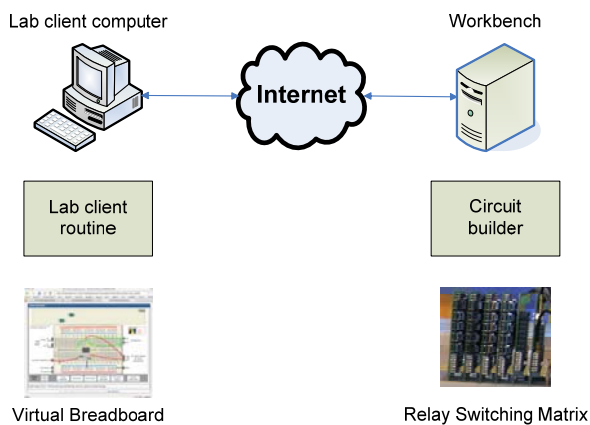 Lab client computer
Workbench
Internet
Lab client
routine
Circuit
builder
Virtual Breadboard
Relay Switching Matrix